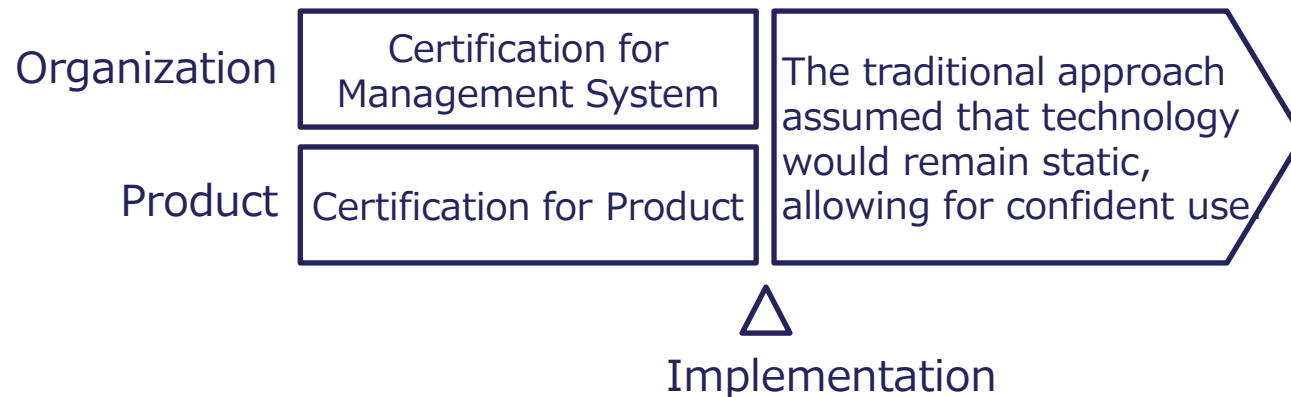 Organization
Certification for
Management System
Product
Certification for Product
The traditional approach
assumed that technology
would remain static,
allowing for confident use.
Implementation